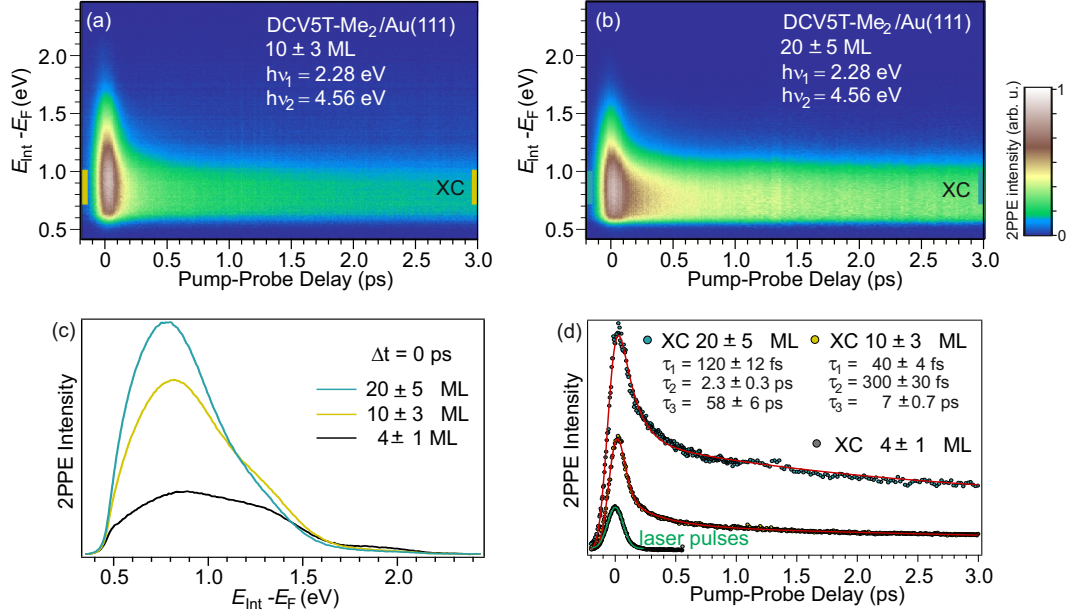 (a)
DCV5T-Me₂/Au(111)
10 ± 3 ML
hν₁ = 2.28 eV
hν₂ = 4.56 eV
XC
E_Int -E_F (eV)
2.0
1.5
1.0
0.5
0 0.5 1.0 1.5 2.0 2.5 3.0
Pump-Probe Delay (ps)
(b)
DCV5T-Me₂/Au(111)
20 ± 5 ML
hν₁ = 2.28 eV
hν₂ = 4.56 eV
XC
E_Int -E_F (eV)
2.0
1.5
1.0
0.5
0 0.5 1.0 1.5 2.0 2.5 3.0
Pump-Probe Delay (ps)
2PPE Intensity (arb. u.)
1
0
(c)
Δt = 0 ps
20 ± 5 ML
10 ± 3 ML
4 ± 1 ML
2PPE Intensity
0.5 1.0 1.5 2.0
E_Int -E_F (eV)
(d)
XC 20 ± 5 ML
τ₁ = 120 ± 12 fs
τ₂ = 2.3 ± 0.3 ps
τ₃ = 58 ± 6 ps
XC 10 ± 3 ML
τ₁ = 40 ± 4 fs
τ₂ = 300 ± 30 fs
τ₃ = 7 ± 0.7 ps
XC 4 ± 1 ML
laser pulses
2PPE Intensity
0 0.5 1.0 1.5 2.0 2.5 3.0
Pump-Probe Delay (ps)